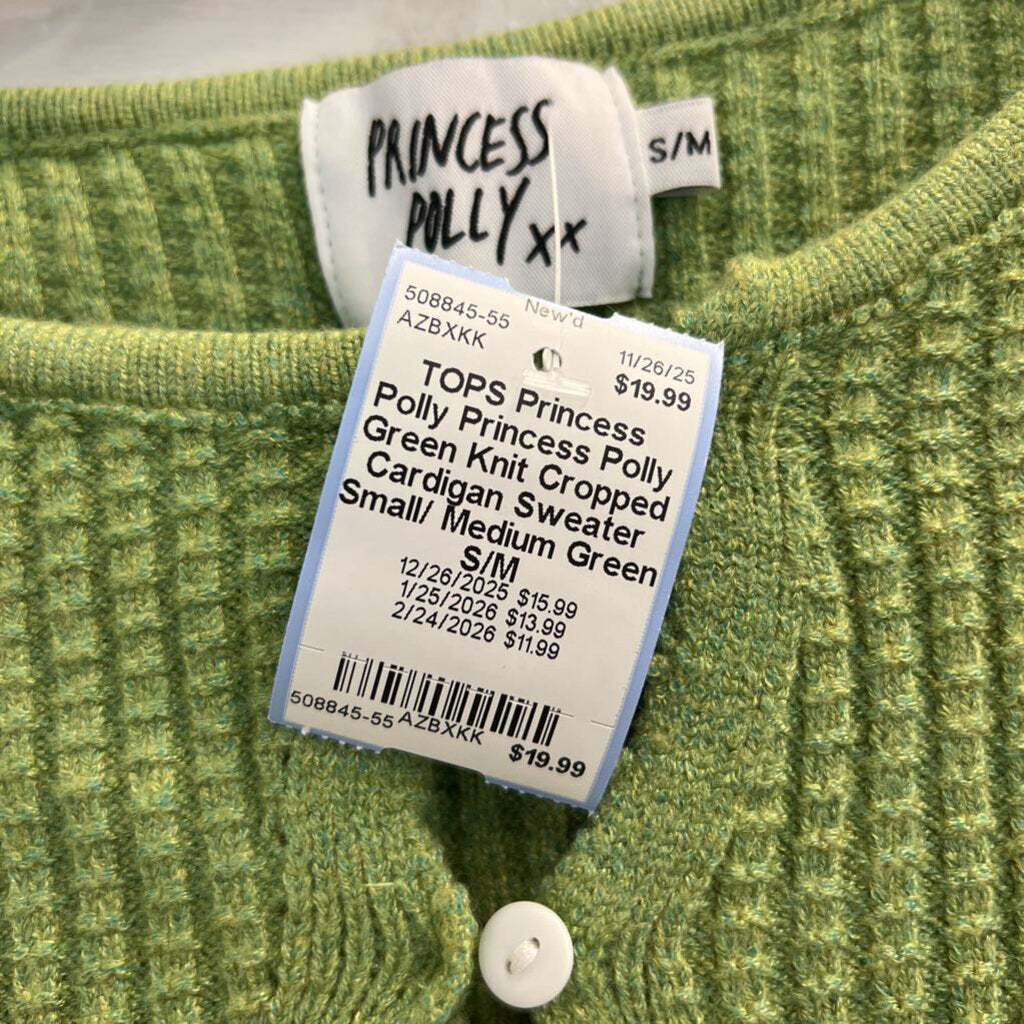 PRINCESS
POLLY xx
S/M
508845-55
AZBXKK
New'd
11/26/25
$19.99
TOPS Princess
Polly Princess Polly
Green Knit Cropped
Cardigan Sweater
Small/ Medium Green
S/M
12/26/2025 $15.99
1/25/2026 $13.99
2/24/2026 $11.99
508845-55 AZBXKK
$19.99